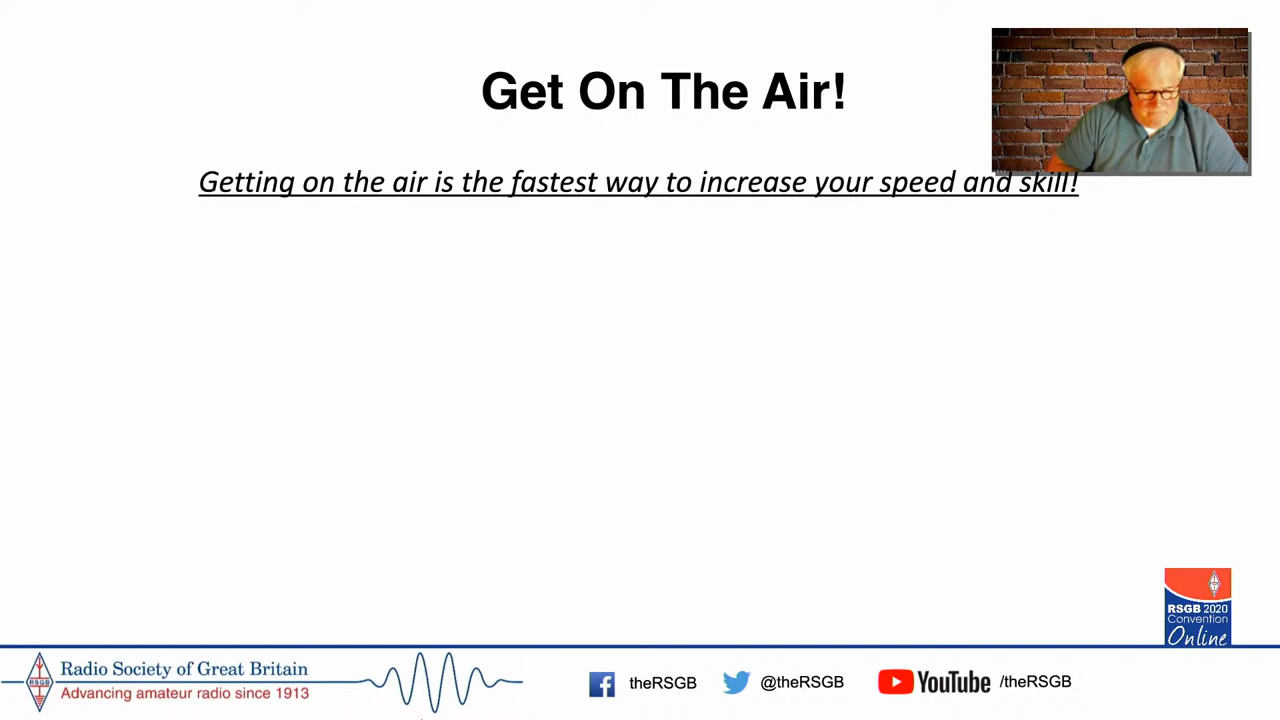 Get On The Air!
Getting on the air is the fastest way to increase your speed and skill!
RSGB 2020
Convention
Online
RSGB
Radio Society of Great Britain
Advancing amateur radio since 1913
theRSGB
@theRSGB
YouTube /theRSGB